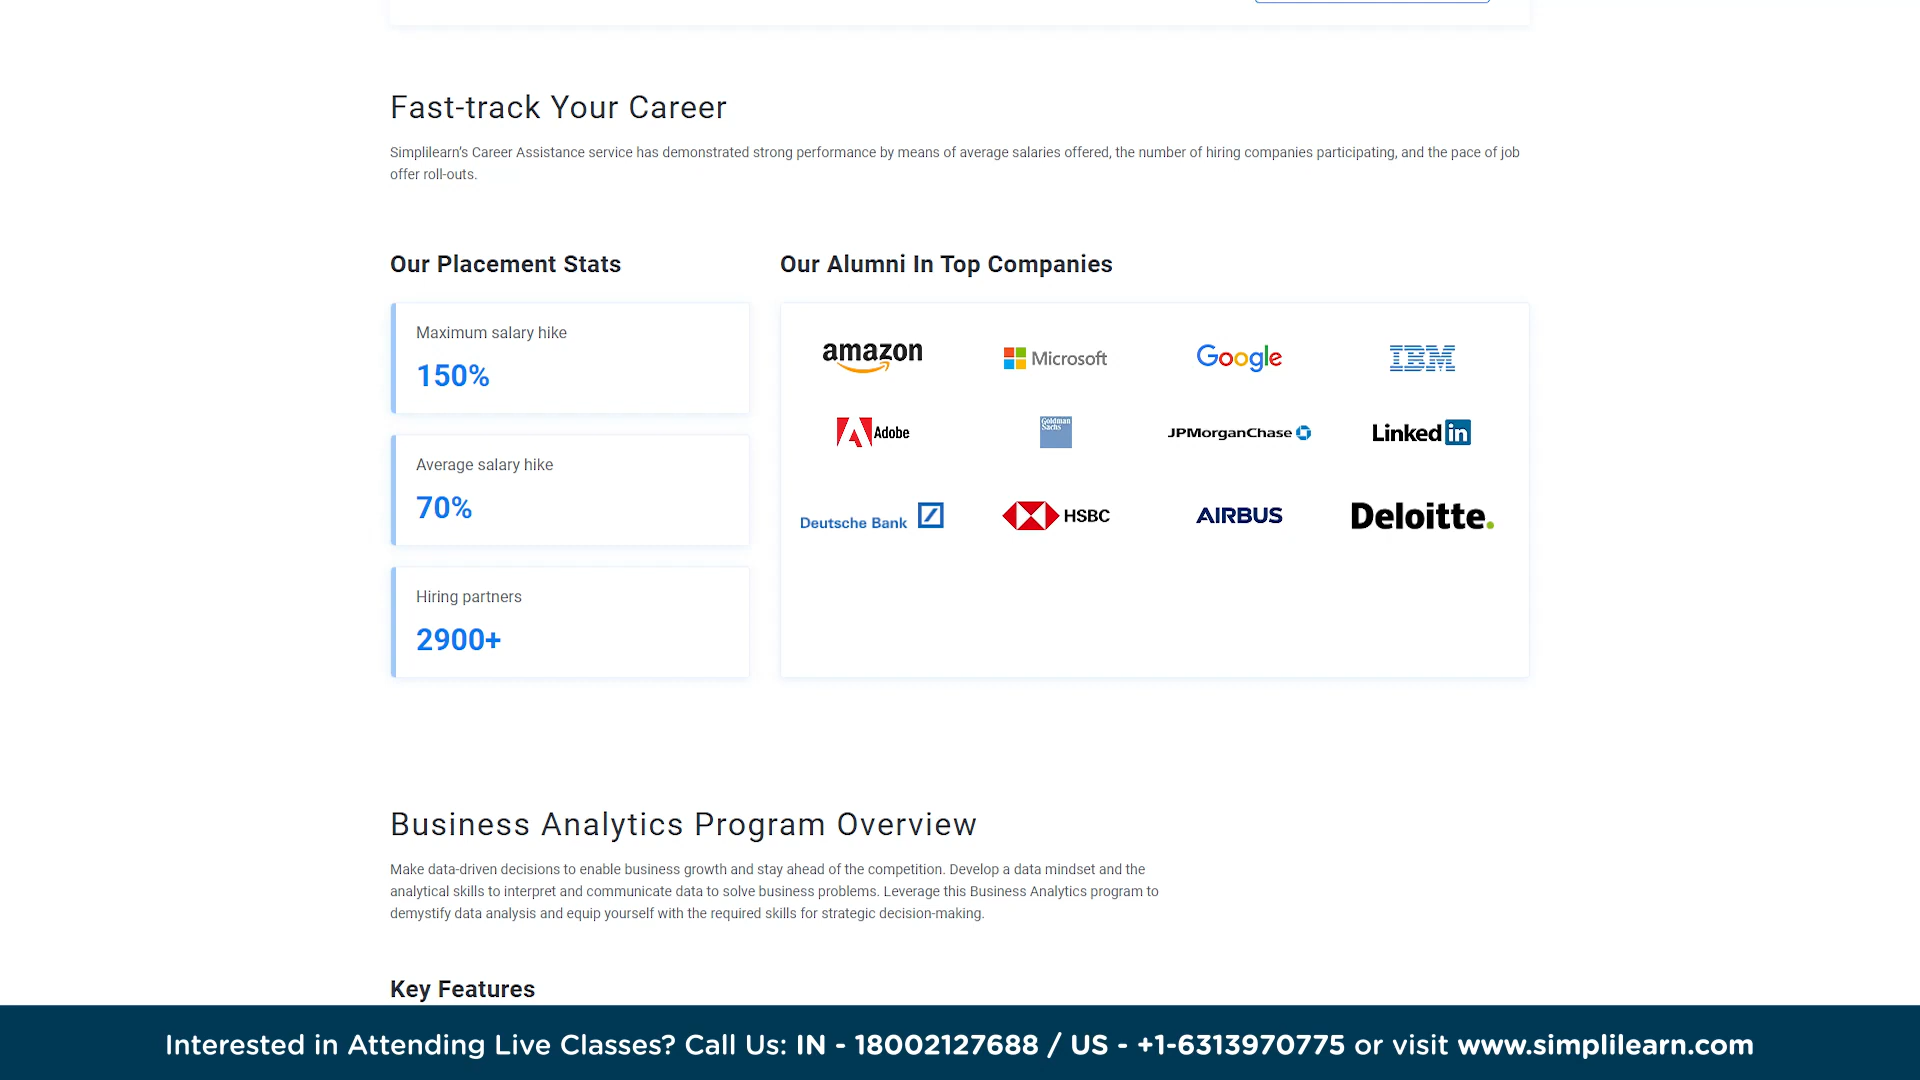 Fast-track Your Career
Simplilearn's Career Assistance service has demonstrated strong performance by means of average salaries offered, the number of hiring companies participating, and the pace of job
offer roll-outs.
Our Placement Stats
Maximum salary hike
150%
Average salary hike
70%
Hiring partners
2900+
Our Alumni In Top Companies
amazon
Microsoft
Google
IBM
Adobe
Goldman
Sachs
JPMorganChase
Linkedin
Deutsche Bank
HSBC
AIRBUS
Deloitte.
Business Analytics Program Overview
Make data-driven decisions to enable business growth and stay ahead of the competition. Develop a data mindset and the
analytical skills to interpret and communicate data to solve business problems. Leverage this Business Analytics program to
demystify data analysis and equip yourself with the required skills for strategic decision-making.
Key Features
Interested in Attending Live Classes? Call Us: IN - 18002127688 / US - +1-6313970775 or visit www.simplilearn.com